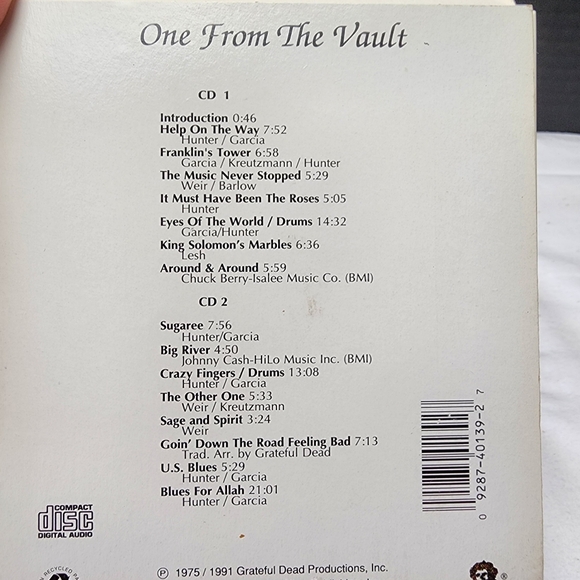 One From The Vault
CD 1
Introduction 0:46
Help On The Way 7:52
Hunter / Garcia
Franklin's Tower 6:58
Garcia / Kreutzmann / Hunter
The Music Never Stopped 5:29
Weir / Barlow
It Must Have Been The Roses 5:05
Hunter
Eyes Of The World / Drums 14:32
Garcia/Hunter
King Solomon's Marbles 6:36
Lesh
Around & Around 5:59
Chuck Berry-Isalee Music Co. (BMI)
CD 2
Sugaree 7:56
Hunter/Garcia
Big River 4:50
Johnny Cash-HiLo Music Inc. (BMI)
Crazy Fingers / Drums 13:08
Hunter / Garcia
The Other One 5:33
Weir / Kreutzmann
Sage and Spirit 3:24
Weir
Goin' Down The Road Feeling Bad 7:13
Trad. Arr. by Grateful Dead
U.S. Blues 5:29
Hunter / Garcia
Blues For Allah 21:01
Hunter / Garcia
0 9287-40139-2 7
COMPACT
disc
DIGITAL AUDIO
RECYCLED
℗ 1975 / 1991 Grateful Dead Productions, Inc.